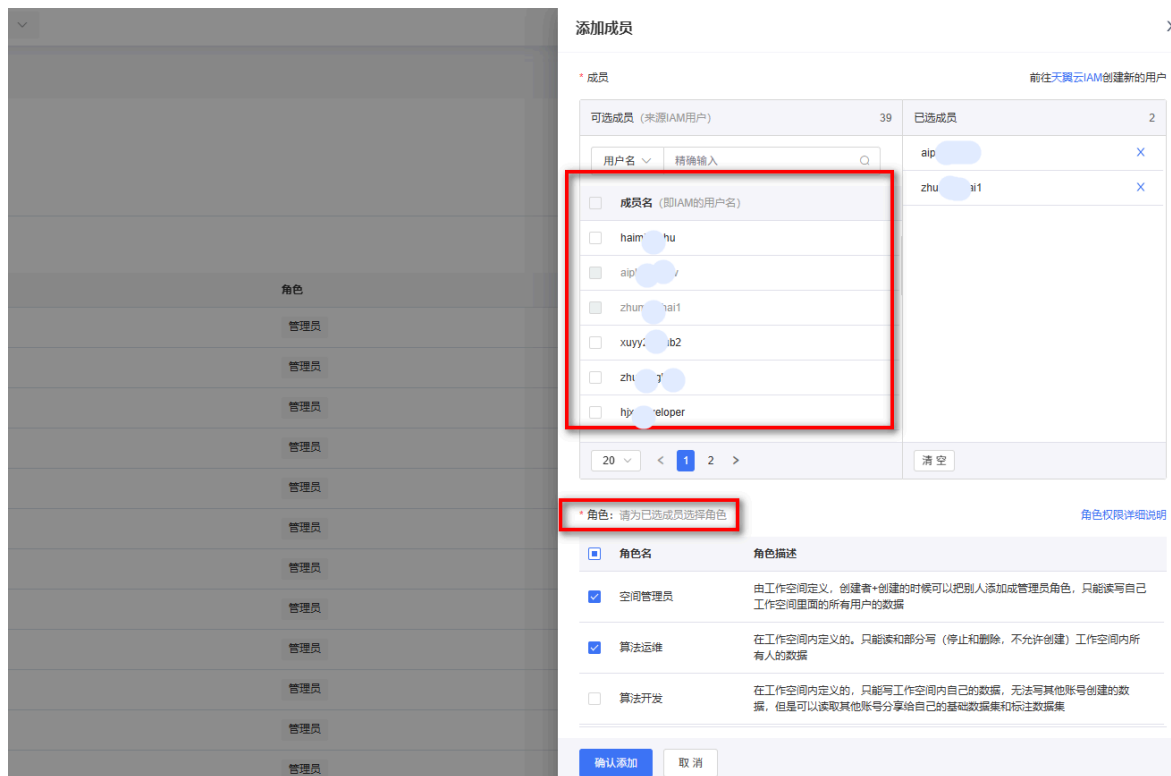 添加成员
* 成员
前往天翼云IAM创建新的用户
可选成员 (来源IAM用户) 39
已选成员 2
用户名 精确输入
aip X
zhu ai1 X
成员名 (即IAM的用户名)
haim hu
aip
zhu ai1
xuyy2 b2
zhu g
hjx eloper
20 < 1 2 >
清 空
* 角色: 请为已选成员选择角色
角色权限详细说明
角色名 角色描述
空间管理员
由工作空间定义,创建者+创建的时候可以把别人添加成管理员角色,只能读写自己
工作空间里面的所有用户的数据
算法运维
在工作空间内定义的。只能读和部分写(停止和删除,不允许创建)工作空间内所
有人的数据
算法开发
在工作空间内定义的,只能写工作空间内自己的数据,无法写其他账号创建的数
据,但是可以读取其他账号分享给自己的基础数据集和标注数据集
确认添加 取 消
角色
管理员
管理员
管理员
管理员
管理员
管理员
管理员
管理员
管理员
管理员
管理员
管理员